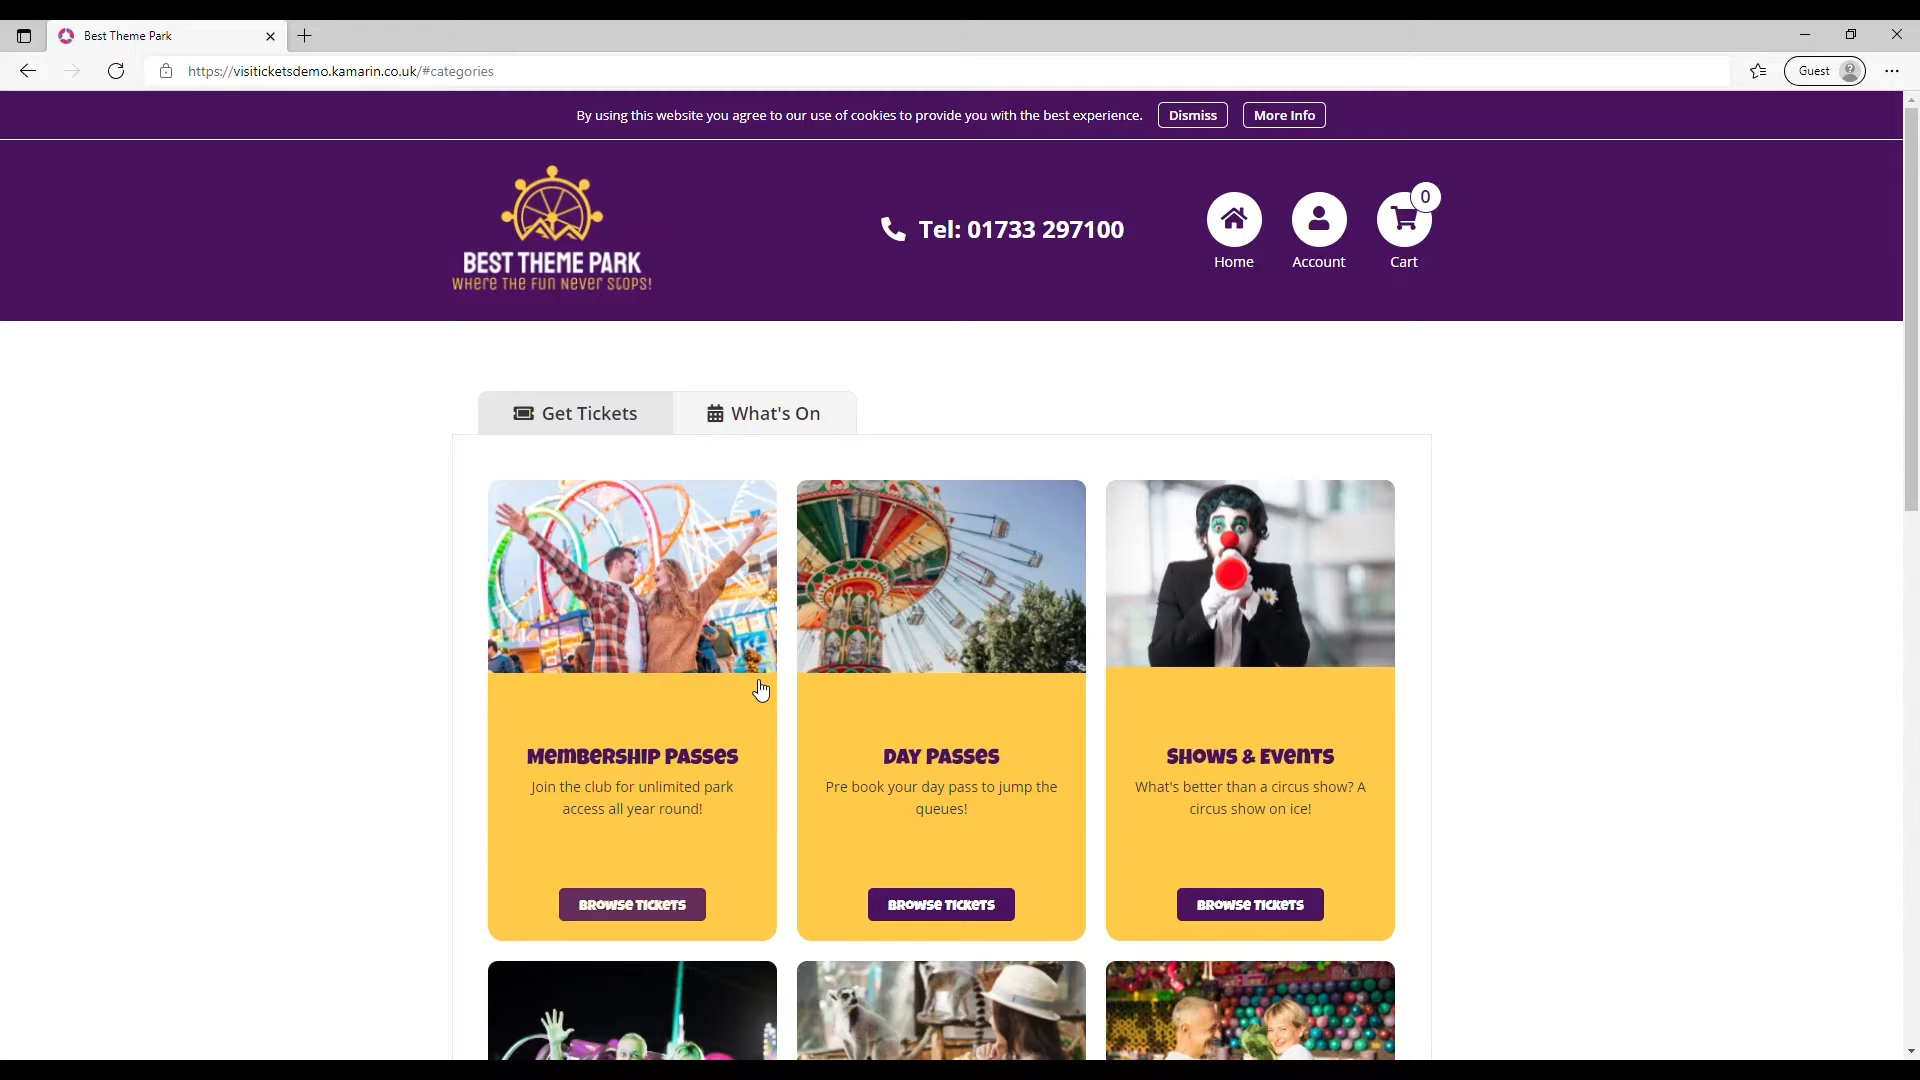 Best Theme Park
https://visiticketsdemo.kamarin.co.uk/#categories
Guest
By using this website you agree to our use of cookies to provide you with the best experience.
Dismiss
More Info
BEST THEME PARK
WHERE THE FUN NEVER STOPS!
Tel: 01733 297100
0
Home
Account
Cart
Get Tickets
What's On
Membership Passes
Join the club for unlimited park
access all year round!
Browse Tickets
Day Passes
Pre book your day pass to jump the
queues!
Browse Tickets
Shows & Events
What's better than a circus show? A
circus show on ice!
Browse Tickets